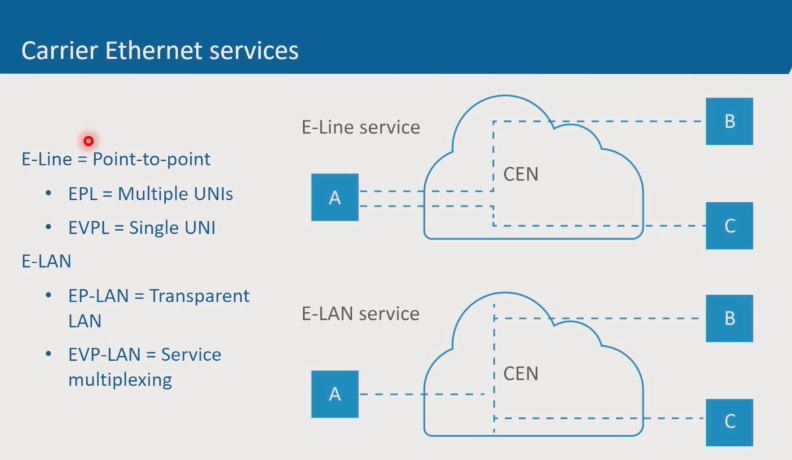 Carrier Ethernet services
E-Line = Point-to-point
• EPL = Multiple UNIs
• EVPL = Single UNI
E-LAN
• EP-LAN = Transparent
LAN
• EVP-LAN = Service
multiplexing
E-Line service
B
CEN
A
C
E-LAN service
B
CEN
A
C